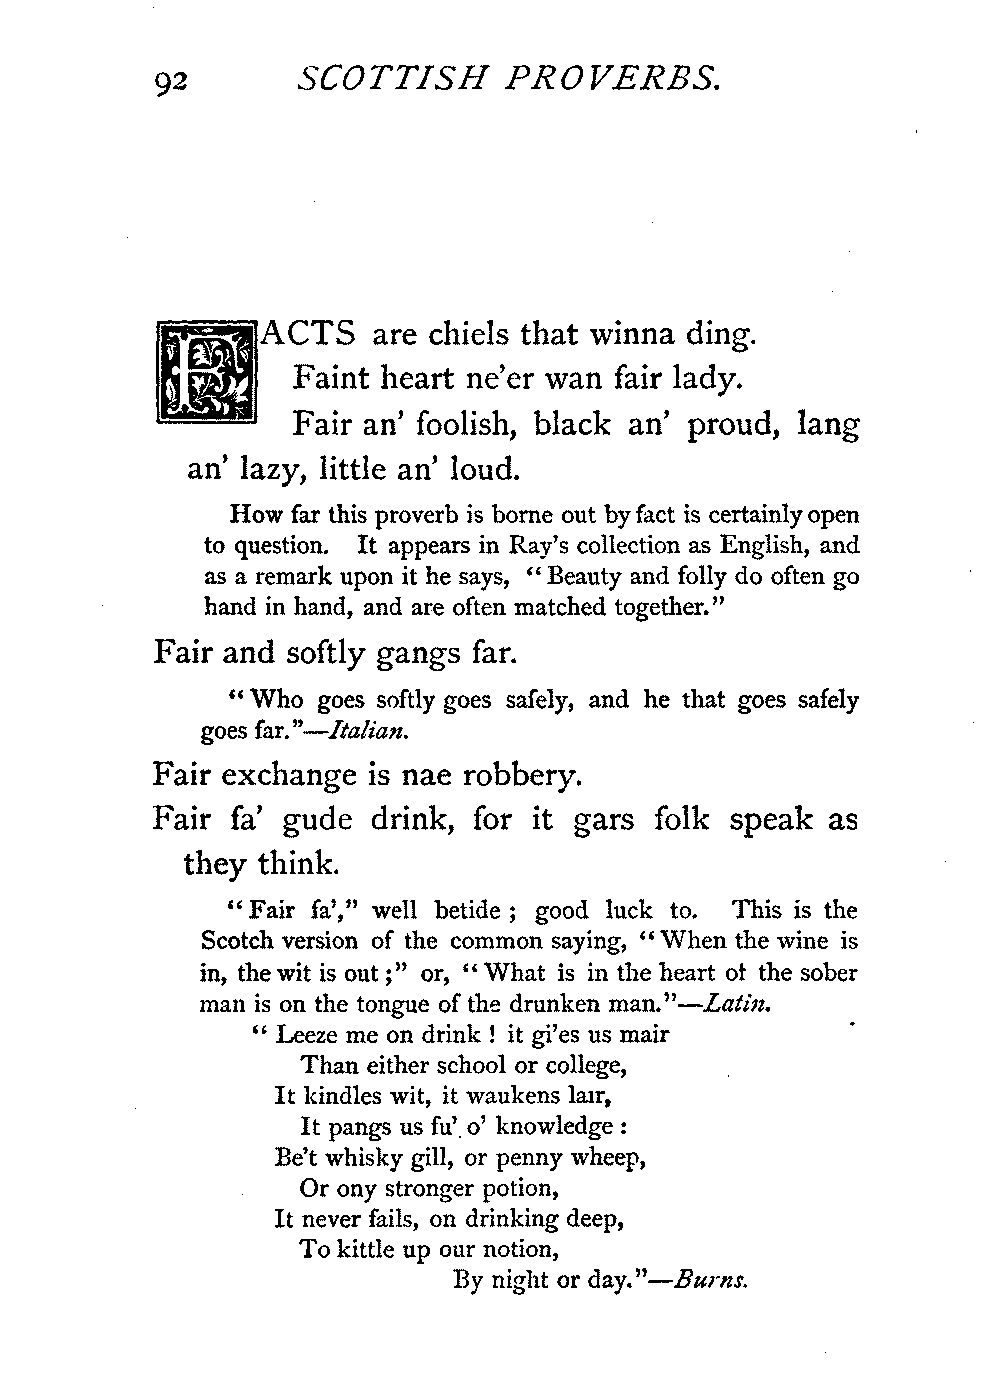 92 SCOTTISH PROVERBS.
FACTS are chiels that winna ding.
Faint heart ne'er wan fair lady.
Fair an' foolish, black an' proud, lang
an' lazy, little an' loud.
How far this proverb is borne out by fact is certainly open
to question. It appears in Ray's collection as English, and
as a remark upon it he says, “Beauty and folly do often go
hand in hand, and are often matched together.”
Fair and softly gangs far.
“Who goes softly goes safely, and he that goes safely
goes far.”—Italian.
Fair exchange is nae robbery.
Fair fa' gude drink, for it gars folk speak as
they think.
“Fair fa',” well betide; good luck to. This is the
Scotch version of the common saying, “When the wine is
in, the wit is out;” or, “What is in the heart of the sober
man is on the tongue of the drunken man.”—Latin.
“Leeze me on drink! it gi'es us mair
Than either school or college,
It kindles wit, it waukens lair,
It pangs us fu' o' knowledge:
Be't whisky gill, or penny wheep,
Or ony stronger potion,
It never fails, on drinking deep,
To kittle up our notion,
By night or day.”—Burns.